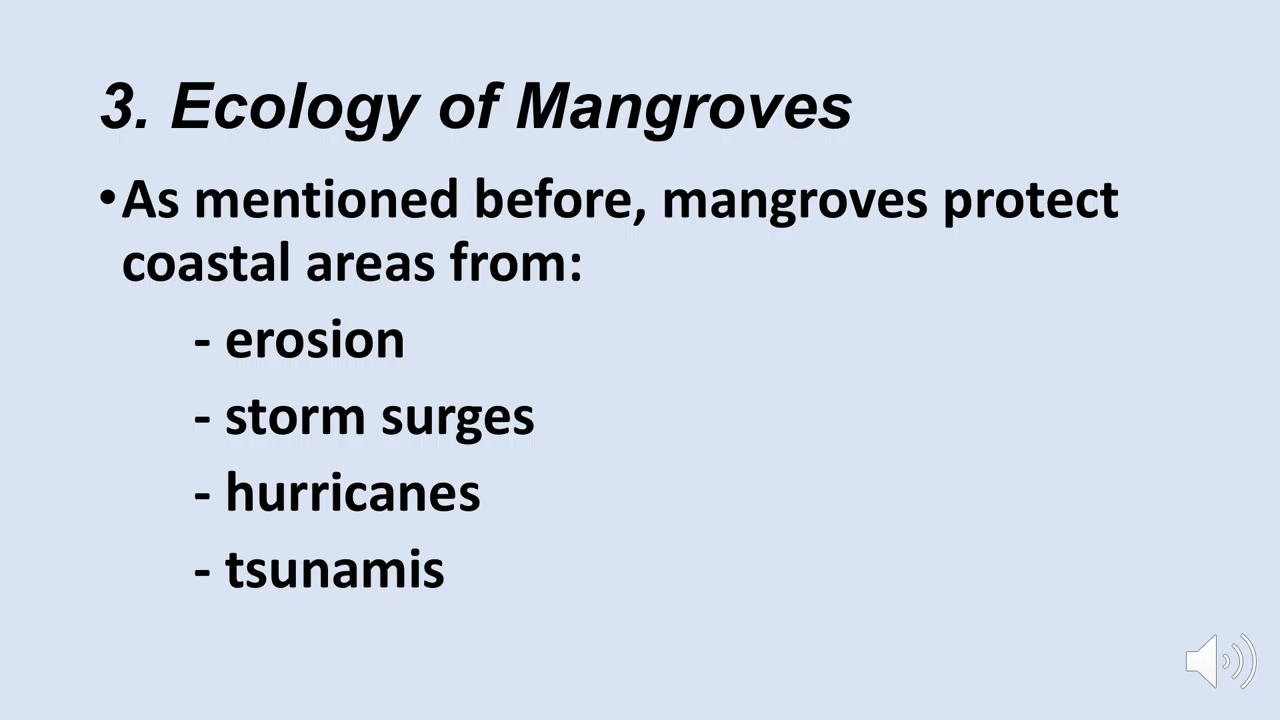 3. Ecology of Mangroves
•As mentioned before, mangroves protect
coastal areas from:
- erosion
- storm surges
- hurricanes
- tsunamis